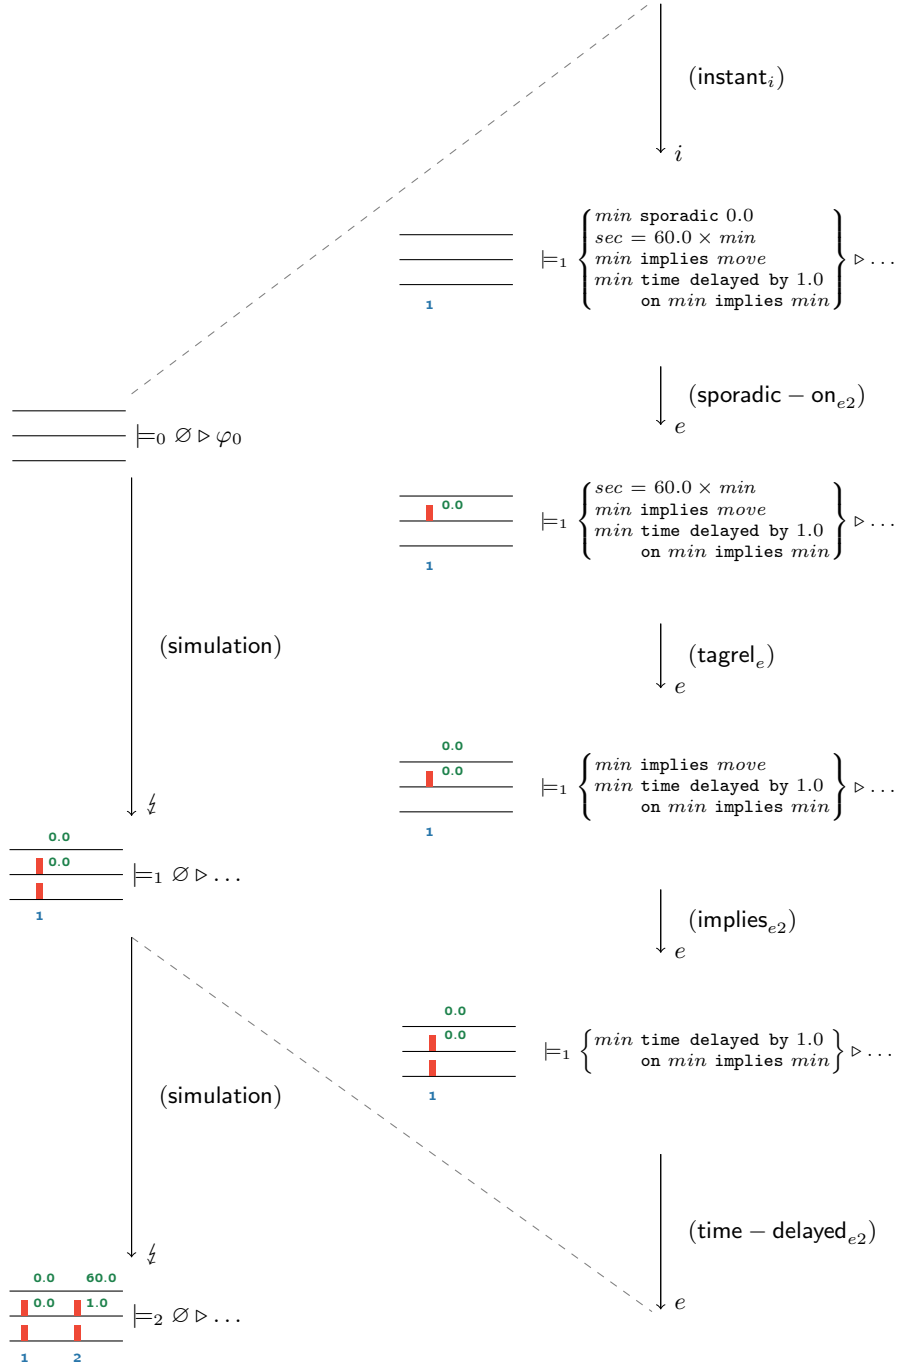 (instantᵢ)
i
min sporadic 0.0
sec = 60.0 × min
⊨₁ min implies move ▷ …
min time delayed by 1.0
on min implies min
1
(sporadic − onₑ₂)
e
⊨₀ ∅ ▷ φ₀
sec = 60.0 × min
0.0
min implies move
⊨₁ min time delayed by 1.0 ▷ …
on min implies min
1
(simulation)
(tagrelₑ)
e
0.0
min implies move
0.0
⊨₁ min time delayed by 1.0 ▷ …
on min implies min
1
↯
0.0
0.0
⊨₁ ∅ ▷ …
1
(impliesₑ₂)
e
0.0
0.0
min time delayed by 1.0
⊨₁ on min implies min ▷ …
1
(simulation)
(time − delayedₑ₂)
↯
e
0.0 60.0
0.0 1.0
⊨₂ ∅ ▷ …
1 2